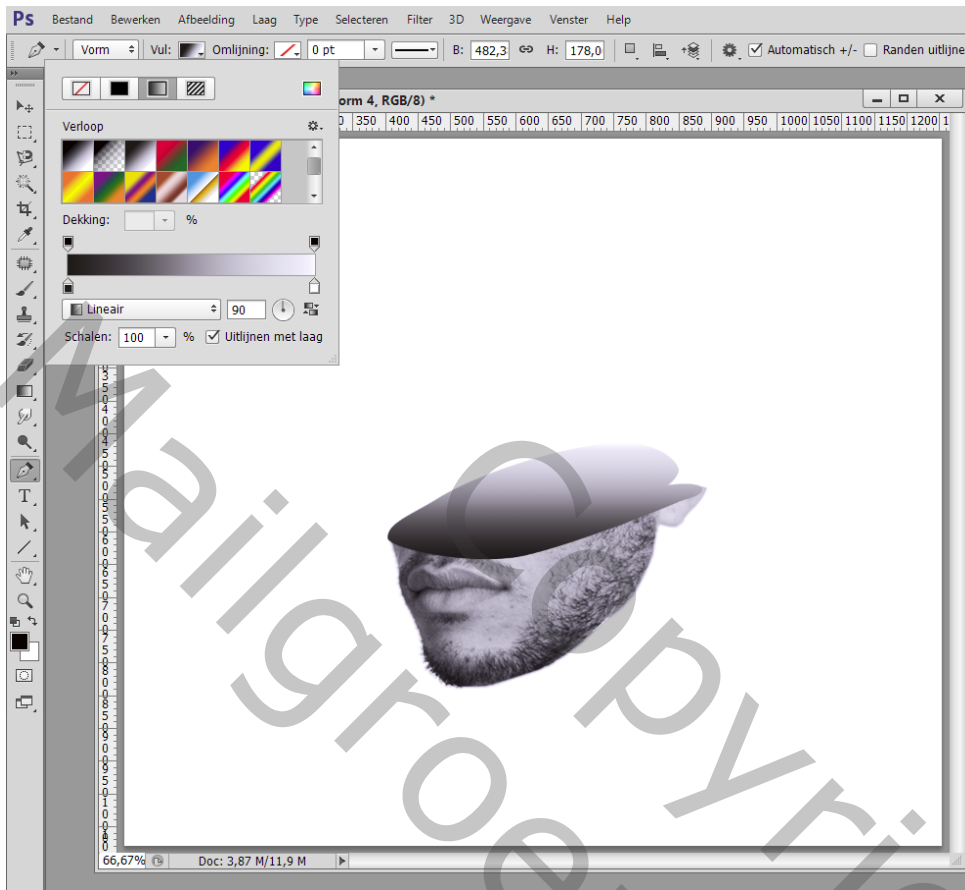 Ps Bestand Bewerken Afbeelding Laag Type Selecteren Filter 3D Weergave Venster Help
Vorm Vul: Omlijning: 0 pt B: 482,3 H: 178,0 Automatisch +/- Randen uitlijne
orm 4, RGB/8) *
0 350 400 450 500 550 600 650 700 750 800 850 900 950 1000 1050 1100 1150 1200 1
Verloop
Dekking: %
Lineair 90
Schalen: 100 % Uitlijnen met laag
T
66,67% Doc: 3,87 M/11,9 M
Mailgroe
Copyri